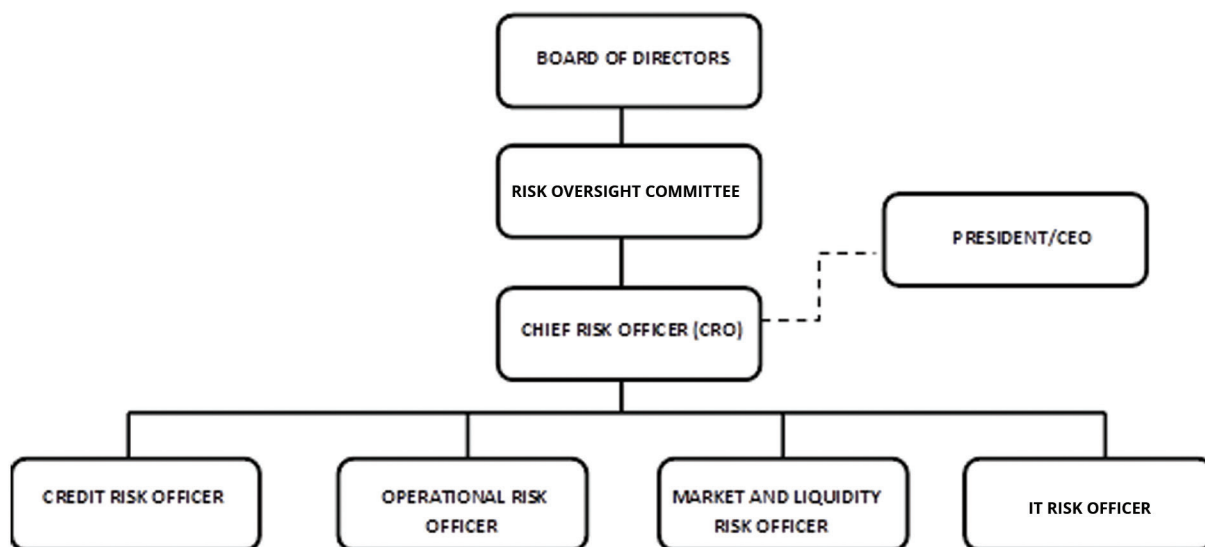 BOARD OF DIRECTORS
RISK OVERSIGHT COMMITTEE
PRESIDENT/CEO
CHIEF RISK OFFICER (CRO)
CREDIT RISK OFFICER
OPERATIONAL RISK
OFFICER
MARKET AND LIQUIDITY
RISK OFFICER
IT RISK OFFICER